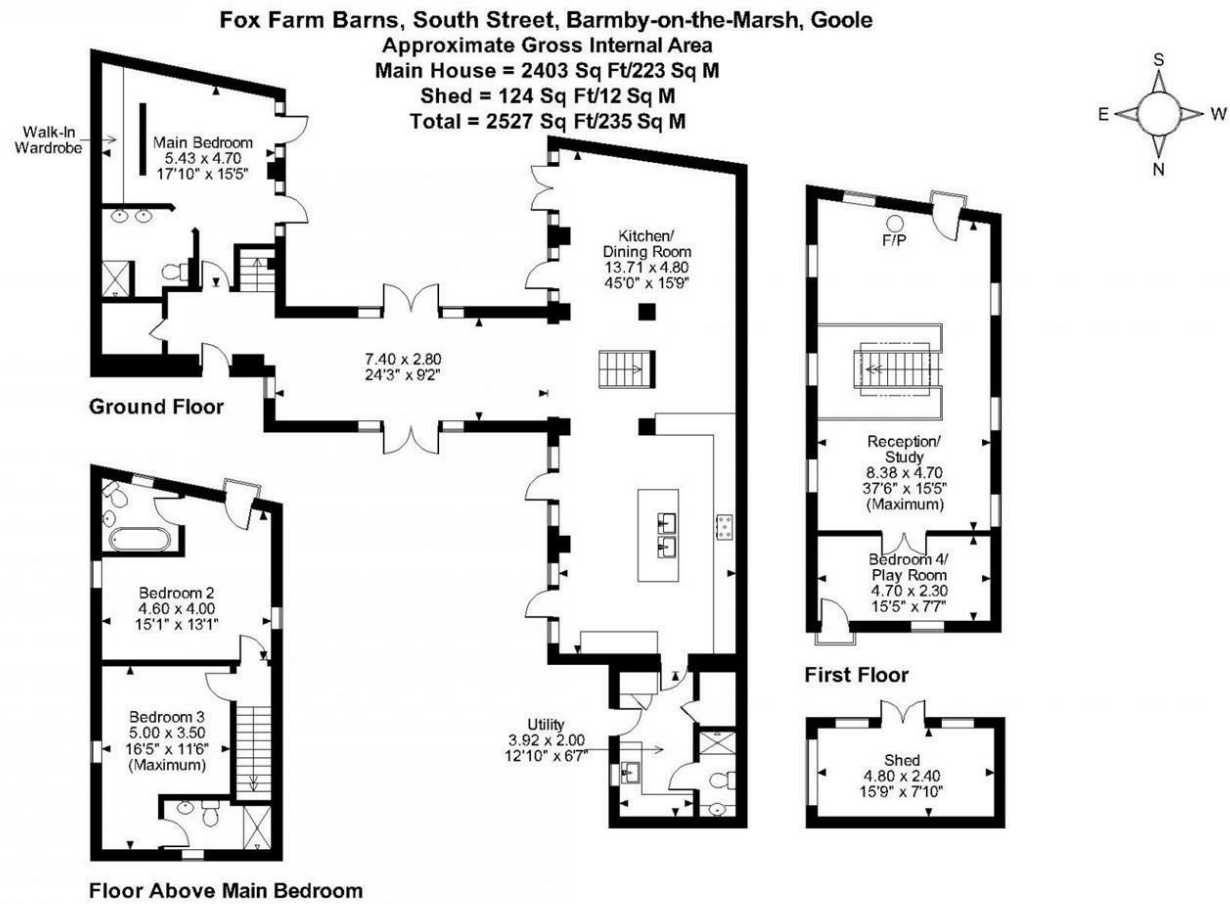 Fox Farm Barns, South Street, Barmby-on-the-Marsh, Goole
Approximate Gross Internal Area
Main House = 2403 Sq Ft/223 Sq M
Shed = 124 Sq Ft/12 Sq M
Total = 2527 Sq Ft/235 Sq M
S
E
W
N
Walk-In
Wardrobe
Main Bedroom
5.43 x 4.70
17'10" x 15'5"
Kitchen/
Dining Room
13.71 x 4.80
45'0" x 15'9"
F/P
7.40 x 2.80
24'3" x 9'2"
Ground Floor
Reception/
Study
8.38 x 4.70
37'6" x 15'5"
(Maximum)
Bedroom 4/
Play Room
4.70 x 2.30
15'5" x 7'7"
First Floor
Bedroom 2
4.60 x 4.00
15'1" x 13'1"
Bedroom 3
5.00 x 3.50
16'5" x 11'6"
(Maximum)
Utility
3.92 x 2.00
12'10" x 6'7"
Shed
4.80 x 2.40
15'9" x 7'10"
Floor Above Main Bedroom